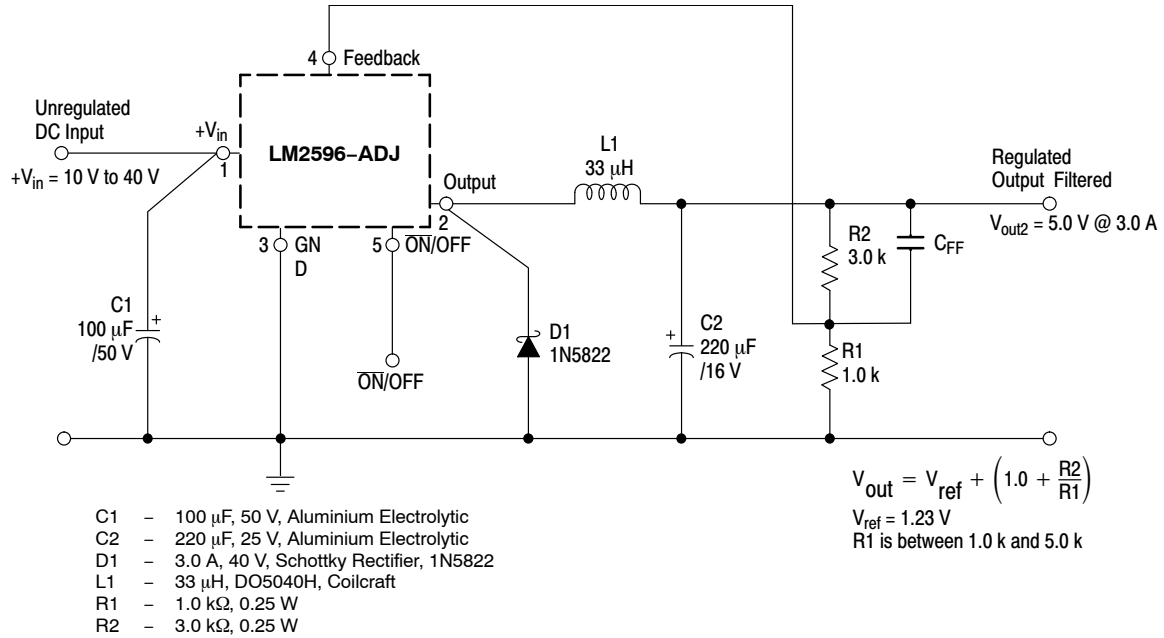 4 Feedback
Unregulated
DC Input
+Vin
1
+Vin = 10 V to 40 V
LM2596-ADJ
Output
2
3 GN
D
5 ON/OFF
ON/OFF
L1
33 μH
Regulated
Output Filtered
Vout2 = 5.0 V @ 3.0 A
R2
3.0 k
CFF
C1
100 μF
/50 V
+
D1
1N5822
+
C2
220 μF
/16 V
R1
1.0 k
Vout = Vref + (1.0 + R2/R1)
Vref = 1.23 V
R1 is between 1.0 k and 5.0 k
C1 – 100 μF, 50 V, Aluminium Electrolytic
C2 – 220 μF, 25 V, Aluminium Electrolytic
D1 – 3.0 A, 40 V, Schottky Rectifier, 1N5822
L1 – 33 μH, DO5040H, Coilcraft
R1 – 1.0 kΩ, 0.25 W
R2 – 3.0 kΩ, 0.25 W